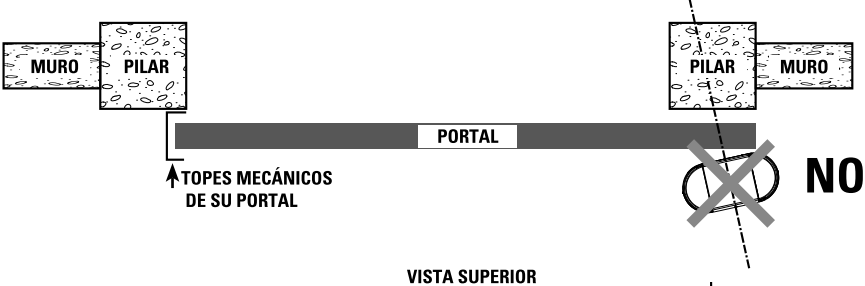 MURO PILAR PILAR MURO
PORTAL
NO
TOPES MECÁNICOS
DE SU PORTAL
VISTA SUPERIOR